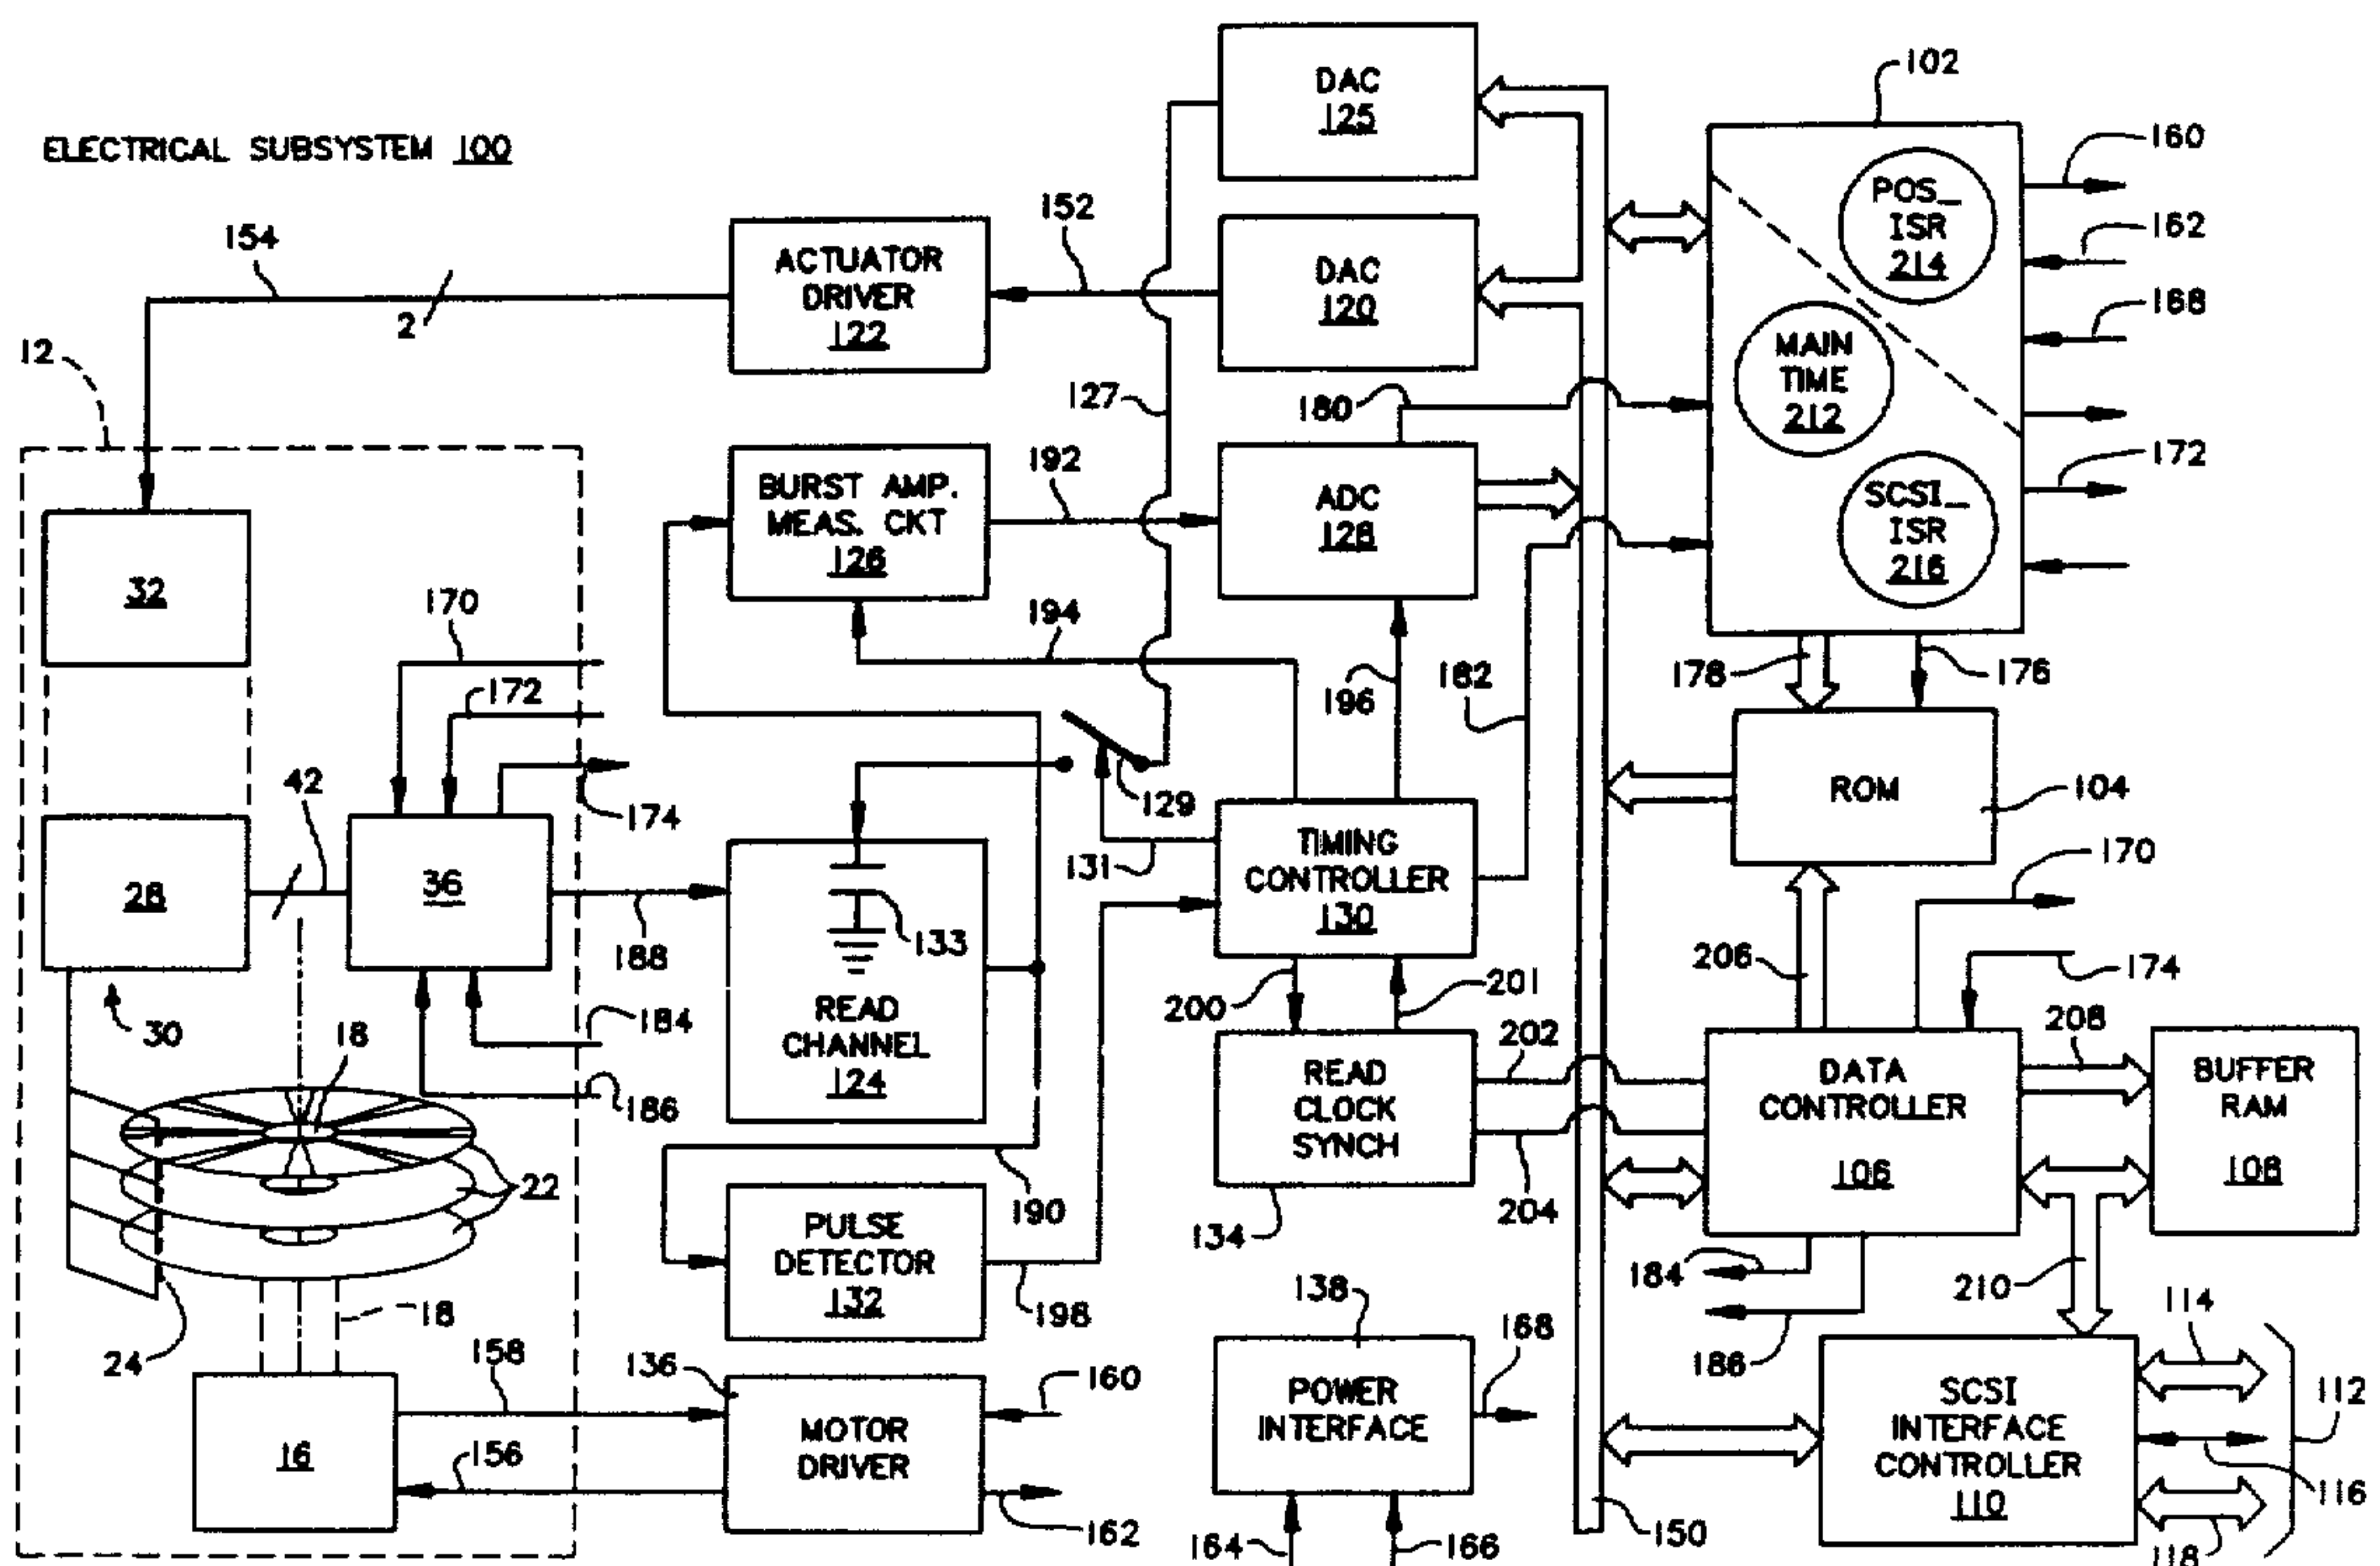 ELECTRICAL SUBSYSTEM 100
DAC
125
102
160
POS_
ISR
214
162
168
154
2
ACTUATOR
DRIVER
122
152
DAC
120
MAIN
TIME
212
12
127
180
172
32
BURST AMP.
MEAS. CKT
126
192
ADC
128
SCSI_
ISR
216
170
172
174
194
196
182
178
176
42
28
36
188
30
129
131
133
READ
CHANNEL
124
TIMING
CONTROLLER
130
ROM
104
170
174
206
200
201
184
186
18
22
24
18
READ
CLOCK
SYNCH
134
202
204
DATA
CONTROLLER
106
208
BUFFER
RAM
108
190
PULSE
DETECTOR
132
198
184
186
210
158
156
16
136
MOTOR
DRIVER
160
162
138
POWER
INTERFACE
168
164
166
150
SCSI
INTERFACE
CONTROLLER
110
114
112
116
118